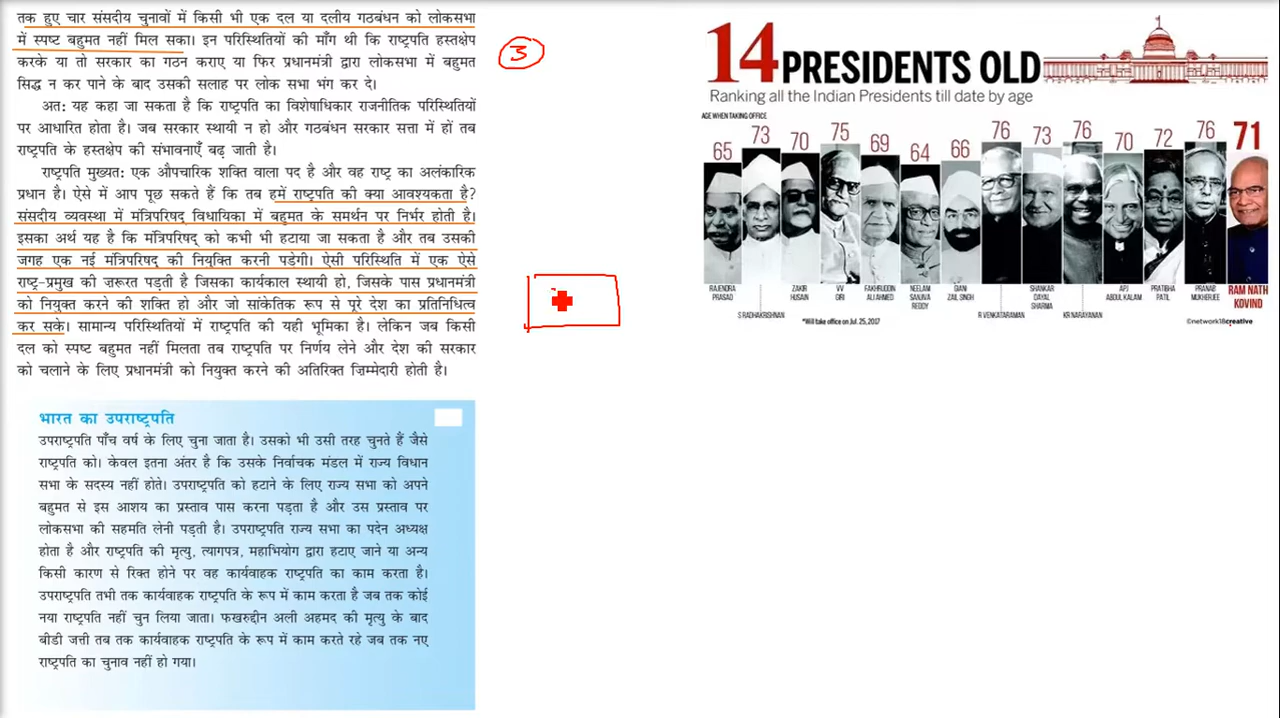 तक हुए चार संसदीय चुनावों में किसी भी एक दल या दलीय गठबंधन को लोकसभा
में स्पष्ट बहुमत नहीं मिल सका। इन परिस्थितियों की माँग थी कि राष्ट्रपति हस्तक्षेप
करके या तो सरकार का गठन कराए या फिर प्रधानमंत्री द्वारा लोकसभा में बहुमत
सिद्ध न कर पाने के बाद उसकी सलाह पर लोक सभा भंग कर दे।
अत: यह कहा जा सकता है कि राष्ट्रपति का विशेषाधिकार राजनीतिक परिस्थितियों
पर आधारित होता है। जब सरकार स्थायी न हो और गठबंधन सरकार सत्ता में हों तब
राष्ट्रपति के हस्तक्षेप की संभावनाएँ बढ़ जाती है।
राष्ट्रपति मुख्यत: एक औपचारिक शक्ति वाला पद है और वह राष्ट्र का अलंकारिक
प्रधान है। ऐसे में आप पूछ सकते हैं कि तब हमें राष्ट्रपति की क्या आवश्यकता है?
संसदीय व्यवस्था में मंत्रिपरिषद् विधायिका में बहुमत के समर्थन पर निर्भर होती है।
इसका अर्थ यह है कि मंत्रिपरिषद् को कभी भी हटाया जा सकता है और तब उसकी
जगह एक नई मंत्रिपरिषद् की नियुक्ति करनी पड़ेगी। ऐसी परिस्थिति में एक ऐसे
राष्ट्र-प्रमुख की ज़रूरत पड़ती है जिसका कार्यकाल स्थायी हो, जिसके पास प्रधानमंत्री
को नियुक्त करने की शक्ति हो और जो सांकेतिक रूप से पूरे देश का प्रतिनिधित्व
कर सके। सामान्य परिस्थितियों में राष्ट्रपति की यही भूमिका है। लेकिन जब किसी
दल को स्पष्ट बहुमत नहीं मिलता तब राष्ट्रपति पर निर्णय लेने और देश की सरकार
को चलाने के लिए प्रधानमंत्री को नियुक्त करने की अतिरिक्त ज़िम्मेदारी होती है।
भारत का उपराष्ट्रपति
उपराष्ट्रपति पाँच वर्ष के लिए चुना जाता है। उसको भी उसी तरह चुनते हैं जैसे
राष्ट्रपति को। केवल इतना अंतर है कि उसके निर्वाचक मंडल में राज्य विधान
सभा के सदस्य नहीं होते। उपराष्ट्रपति को हटाने के लिए राज्य सभा को अपने
बहुमत से इस आशय का प्रस्ताव पास करना पड़ता है और उस प्रस्ताव पर
लोकसभा की सहमति लेनी पड़ती है। उपराष्ट्रपति राज्य सभा का पदेन अध्यक्ष
होता है और राष्ट्रपति की मृत्यु, त्यागपत्र, महाभियोग द्वारा हटाए जाने या अन्य
किसी कारण से रिक्त होने पर वह कार्यवाहक राष्ट्रपति का काम करता है।
उपराष्ट्रपति तभी तक कार्यवाहक राष्ट्रपति के रूप में काम करता है जब तक कोई
नया राष्ट्रपति नहीं चुन लिया जाता। फखरुद्दीन अली अहमद की मृत्यु के बाद
बीडी जत्ती तब तक कार्यवाहक राष्ट्रपति के रूप में काम करते रहे जब तक नए
राष्ट्रपति का चुनाव नहीं हो गया।
3
14 PRESIDENTS OLD
Ranking all the Indian Presidents till date by age
AGE WHEN TAKING OFFICE
65 73 70 75 69 64 66 76 73 76 70 72 76 71
RAJENDRA PRASAD
S RADHAKRISHNAN
ZAKIR HUSAIN
VV GIRI
FAKHRUDDIN ALI AHMED
NEELAM SANJIVA REDDY
GIANI ZAIL SINGH
R VENKATARAMAN
SHANKAR DAYAL SHARMA
KR NARAYANAN
APJ ABDUL KALAM
PRATIBHA PATIL
PRANAB MUKHERJEE
RAM NATH KOVIND
*Will take office on Jul. 25, 2017
©network18creative